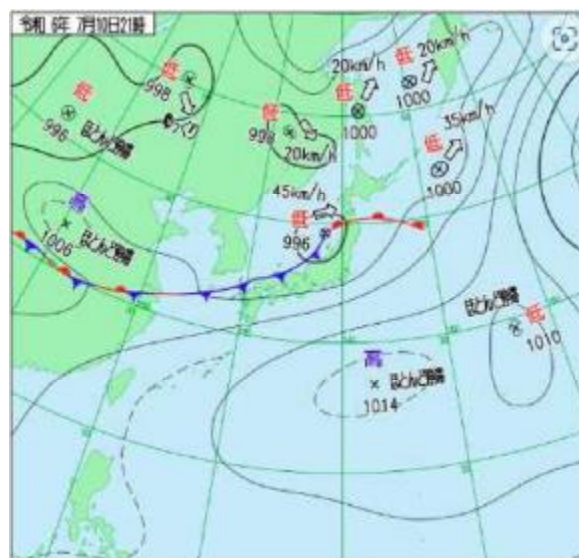 令和 6年 7月10日21時
低
20km/h
低
20km/h
1000
低
998
ゆっくり
低
996
ほとんど停滞
低
998
20km/h
1000
低
35km/h
1000
45km/h
低
996
高
1006
ほとんど停滞
ほとんど停滞
低
1010
高
ほとんど停滞
1014